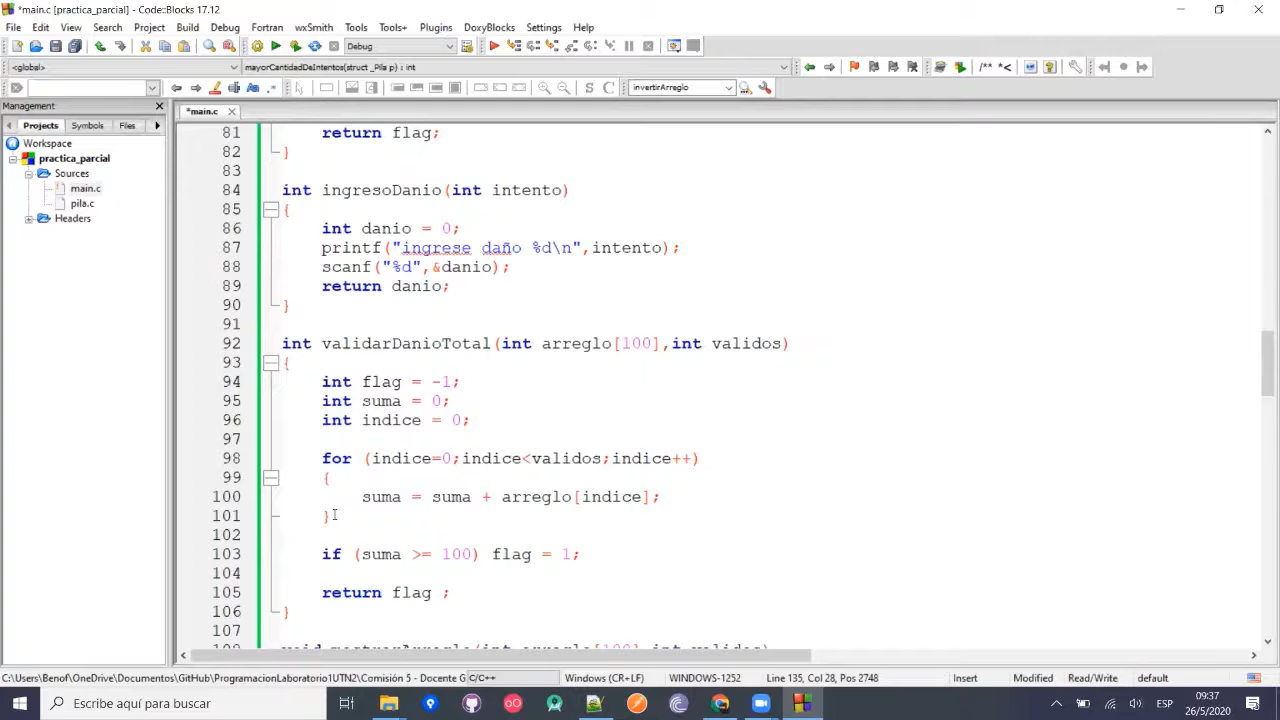 *main.c [practica_parcial] - Code::Blocks 17.12
File Edit View Search Project Build Debug Fortran wxSmith Tools Tools+ Plugins DoxyBlocks Settings Help
Debug
<global> mayorCantidadDeIntentos(struct _Pila p) : int
/** *<
invertirArreglo
Management
*main.c
Projects Symbols Files
Workspace
practica_parcial
Sources
main.c
pila.c
Headers
81 return flag;
82 }
83
84 int ingresoDanio(int intento)
85 {
86 int danio = 0;
87 printf("ingrese daño %d\n",intento);
88 scanf("%d",&danio);
89 return danio;
90 }
91
92 int validarDanioTotal(int arreglo[100],int validos)
93 {
94 int flag = -1;
95 int suma = 0;
96 int indice = 0;
97
98 for (indice=0;indice<validos;indice++)
99 {
100 suma = suma + arreglo[indice];
101 }
102
103 if (suma >= 100) flag = 1;
104
105 return flag ;
106 }
107
C:\Users\Benof\OneDrive\Documentos\GitHub\ProgramacionLaboratorio1UTN2\Comisión 5 - Docente G C/C++ Windows (CR+LF) WINDOWS-1252 Line 135, Col 28, Pos 2748 Insert Modified Read/Write default
Escribe aquí para buscar
ESP
09:37
26/5/2020